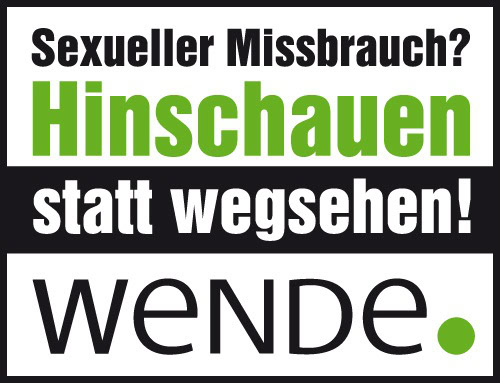 Sexueller Missbrauch?
Hinschauen
statt wegsehen!
WeNDe.